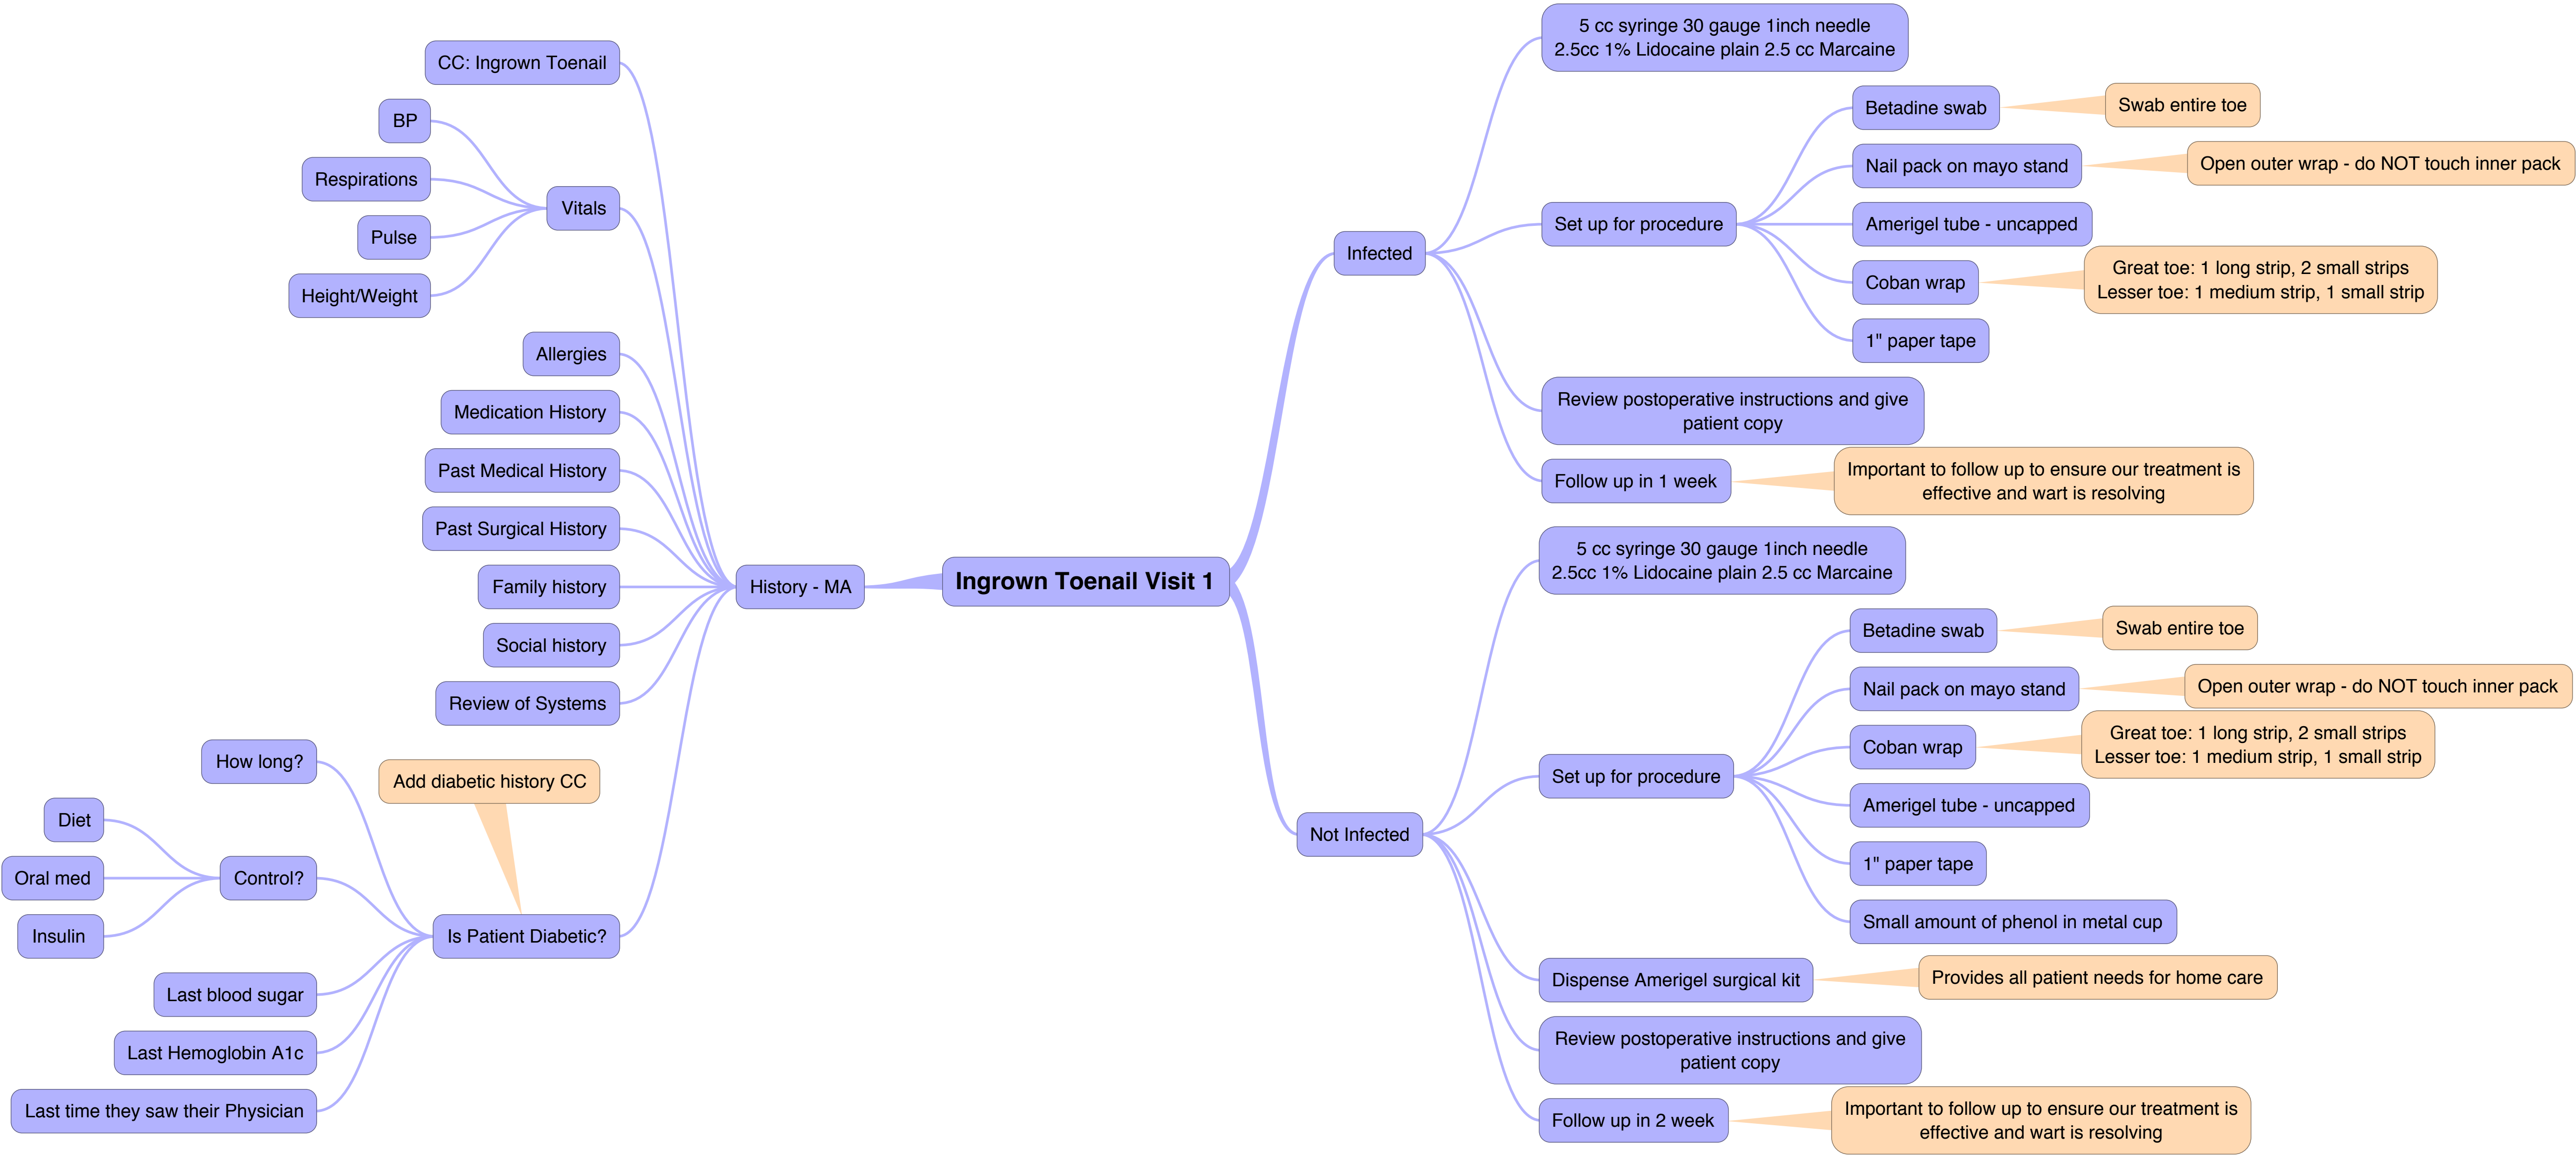 Ingrown Toenail Visit 1
History - MA
CC: Ingrown Toenail
Vitals
BP
Respirations
Pulse
Height/Weight
Allergies
Medication History
Past Medical History
Past Surgical History
Family history
Social history
Review of Systems
Is Patient Diabetic?
Add diabetic history CC
How long?
Control?
Diet
Oral med
Insulin
Last blood sugar
Last Hemoglobin A1c
Last time they saw their Physician
Infected
5 cc syringe 30 gauge 1inch needle
2.5cc 1% Lidocaine plain 2.5 cc Marcaine
Set up for procedure
Betadine swab
Swab entire toe
Nail pack on mayo stand
Open outer wrap - do NOT touch inner pack
Amerigel tube - uncapped
Coban wrap
Great toe: 1 long strip, 2 small strips
Lesser toe: 1 medium strip, 1 small strip
1" paper tape
Review postoperative instructions and give
patient copy
Follow up in 1 week
Important to follow up to ensure our treatment is
effective and wart is resolving
Not Infected
5 cc syringe 30 gauge 1inch needle
2.5cc 1% Lidocaine plain 2.5 cc Marcaine
Set up for procedure
Betadine swab
Swab entire toe
Nail pack on mayo stand
Open outer wrap - do NOT touch inner pack
Coban wrap
Great toe: 1 long strip, 2 small strips
Lesser toe: 1 medium strip, 1 small strip
Amerigel tube - uncapped
1" paper tape
Small amount of phenol in metal cup
Dispense Amerigel surgical kit
Provides all patient needs for home care
Review postoperative instructions and give
patient copy
Follow up in 2 week
Important to follow up to ensure our treatment is
effective and wart is resolving